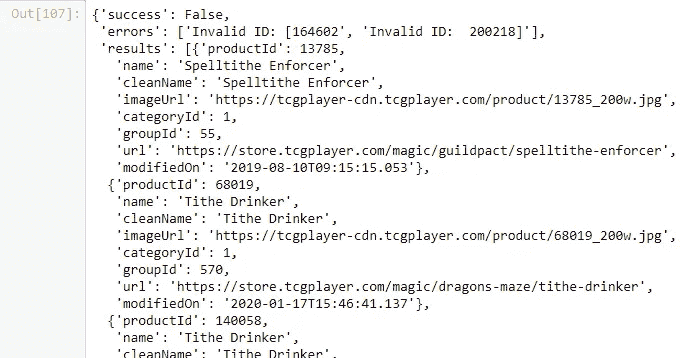 Out[107]: {'success': False,
'errors': ['Invalid ID: [164602', 'Invalid ID:  200218]'],
'results': [{'productId': 13785,
'name': 'Spelltithe Enforcer',
'cleanName': 'Spelltithe Enforcer',
'imageUrl': 'https://tcgplayer-cdn.tcgplayer.com/product/13785_200w.jpg',
'categoryId': 1,
'groupId': 55,
'url': 'https://store.tcgplayer.com/magic/guildpact/spelltithe-enforcer',
'modifiedOn': '2019-08-10T09:15:15.053'},
{'productId': 68019,
'name': 'Tithe Drinker',
'cleanName': 'Tithe Drinker',
'imageUrl': 'https://tcgplayer-cdn.tcgplayer.com/product/68019_200w.jpg',
'categoryId': 1,
'groupId': 570,
'url': 'https://store.tcgplayer.com/magic/dragons-maze/tithe-drinker',
'modifiedOn': '2020-01-17T15:46:41.137'},
{'productId': 140058,
'name': 'Tithe Drinker',
'cleanName': 'Tithe Drinker',